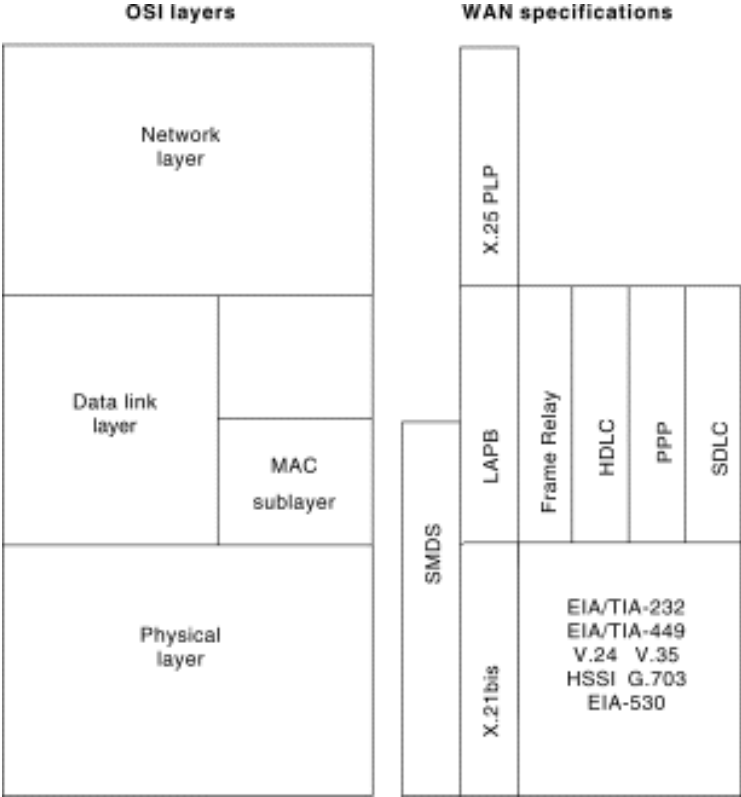 OSI layers
WAN specifications
Network
layer
X.25 PLP
Data link
layer
MAC
sublayer
SMDS
LAPB
Frame Relay
HDLC
PPP
SDLC
Physical
layer
X.21bis
EIA/TIA-232
EIA/TIA-449
V.24 V.35
HSSI G.703
EIA-530